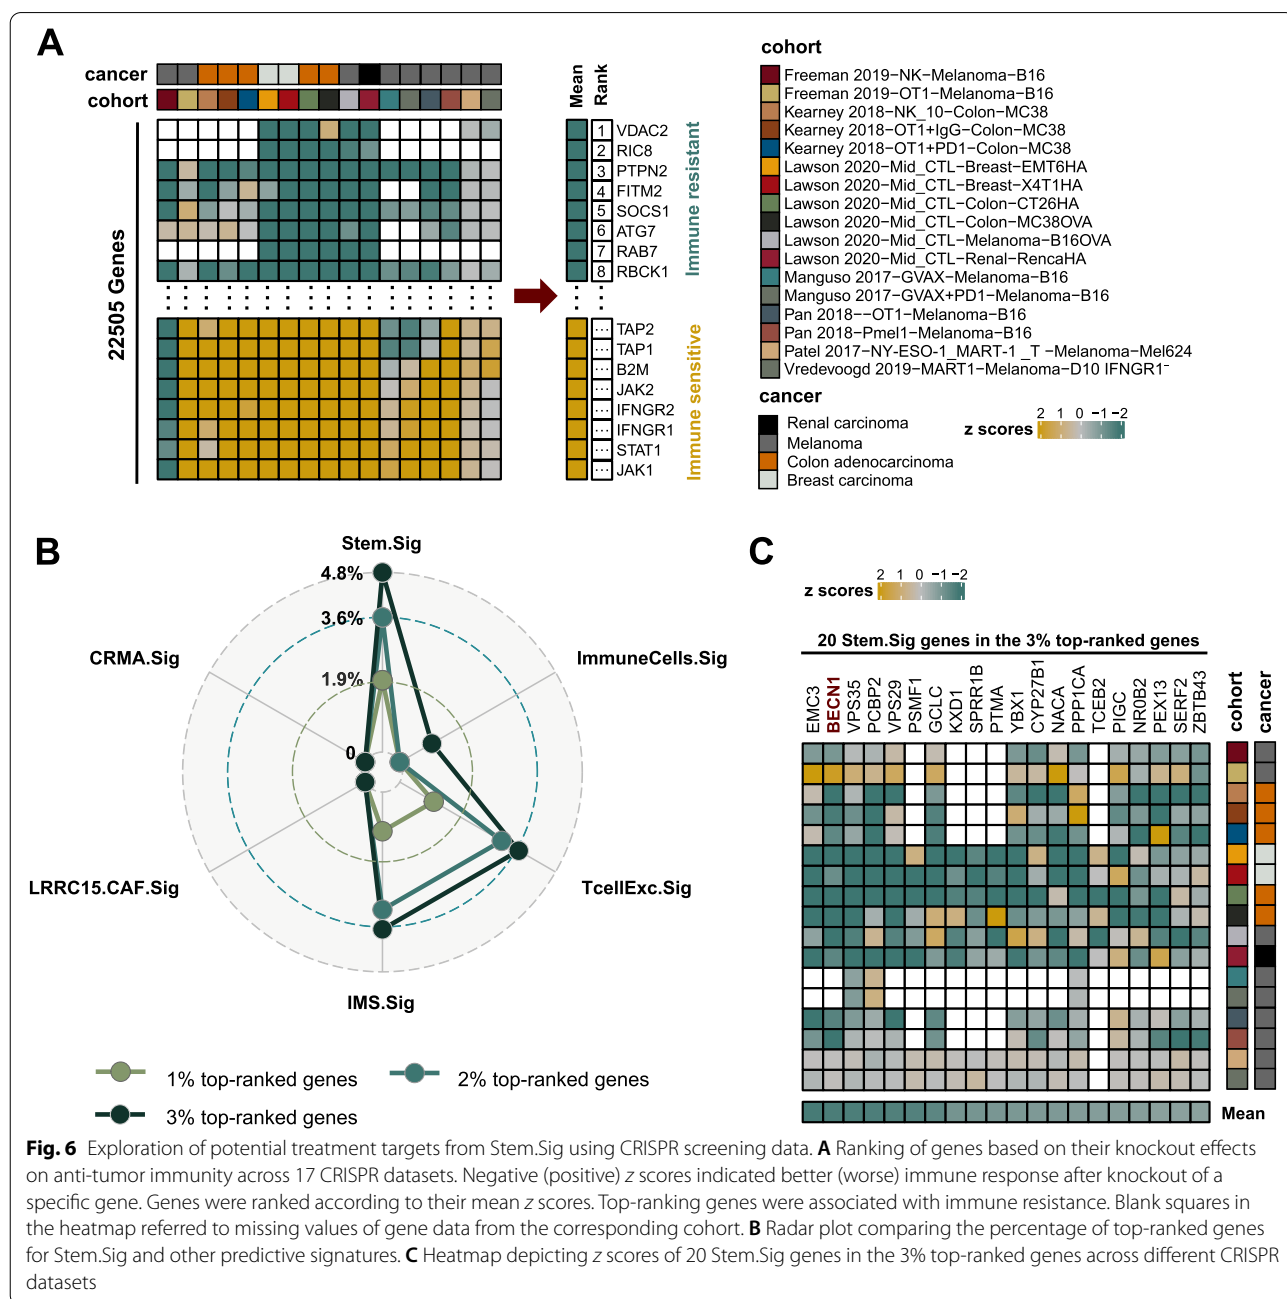 A
cancer
cohort
22505 Genes
Mean
Rank
1 VDAC2
2 RIC8
3 PTPN2
4 FITM2
5 SOCS1
6 ATG7
7 RAB7
8 RBCK1
Immune resistant
... TAP2
... TAP1
... B2M
... JAK2
... IFNGR2
... IFNGR1
... STAT1
... JAK1
Immune sensitive
cohort
Freeman 2019−NK−Melanoma−B16
Freeman 2019−OT1−Melanoma−B16
Kearney 2018−NK_10−Colon−MC38
Kearney 2018−OT1+IgG−Colon−MC38
Kearney 2018−OT1+PD1−Colon−MC38
Lawson 2020−Mid_CTL−Breast−EMT6HA
Lawson 2020−Mid_CTL−Breast−X4T1HA
Lawson 2020−Mid_CTL−Colon−CT26HA
Lawson 2020−Mid_CTL−Colon−MC38OVA
Lawson 2020−Mid_CTL−Melanoma−B16OVA
Lawson 2020−Mid_CTL−Renal−RencaHA
Manguso 2017−GVAX−Melanoma−B16
Manguso 2017−GVAX+PD1−Melanoma−B16
Pan 2018−−OT1−Melanoma−B16
Pan 2018−Pmel1−Melanoma−B16
Patel 2017−NY-ESO-1_MART-1 _T −Melanoma−Mel624
Vredevoogd 2019−MART1−Melanoma−D10 IFNGR1⁻
cancer
Renal carcinoma
Melanoma
Colon adenocarcinoma
Breast carcinoma
z scores
2 1 0 −1 −2
B
Stem.Sig
4.8%
3.6%
1.9%
0
CRMA.Sig
ImmuneCells.Sig
LRRC15.CAF.Sig
TcellExc.Sig
IMS.Sig
1% top-ranked genes
2% top-ranked genes
3% top-ranked genes
C
2 1 0 −1 −2
z scores
20 Stem.Sig genes in the 3% top-ranked genes
EMC3
BECN1
VPS35
PCBP2
VPS29
PSMF1
GCLC
KXD1
SPRR1B
PTMA
YBX1
CYP27B1
NACA
PPP1CA
TCEB2
PIGC
NR0B2
PEX13
SERF2
ZBTB43
cohort
cancer
Mean
Fig. 6 Exploration of potential treatment targets from Stem.Sig using CRISPR screening data. A Ranking of genes based on their knockout effects
on anti-tumor immunity across 17 CRISPR datasets. Negative (positive) z scores indicated better (worse) immune response after knockout of a
specific gene. Genes were ranked according to their mean z scores. Top-ranking genes were associated with immune resistance. Blank squares in
the heatmap referred to missing values of gene data from the corresponding cohort. B Radar plot comparing the percentage of top-ranked genes
for Stem.Sig and other predictive signatures. C Heatmap depicting z scores of 20 Stem.Sig genes in the 3% top-ranked genes across different CRISPR
datasets